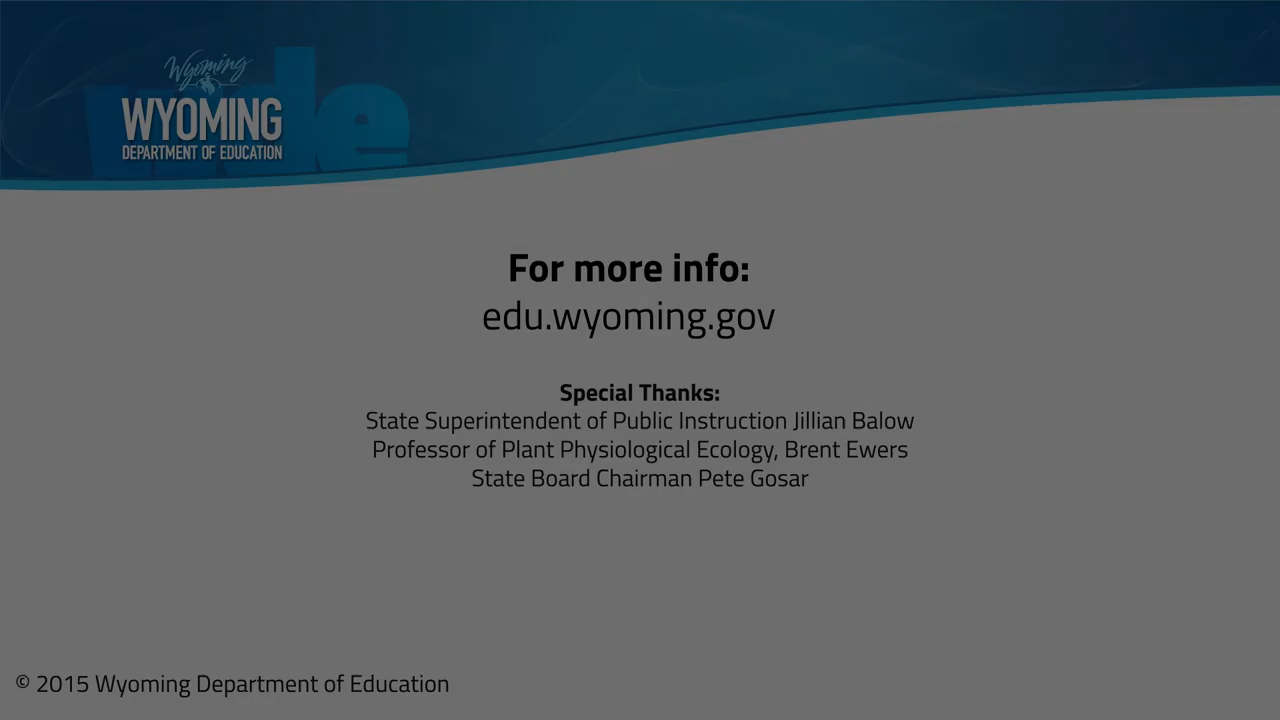 Wyoming
WYOMING
DEPARTMENT OF EDUCATION
wde
For more info:
edu.wyoming.gov
Special Thanks:
State Superintendent of Public Instruction Jillian Balow
Professor of Plant Physiological Ecology, Brent Ewers
State Board Chairman Pete Gosar
© 2015 Wyoming Department of Education